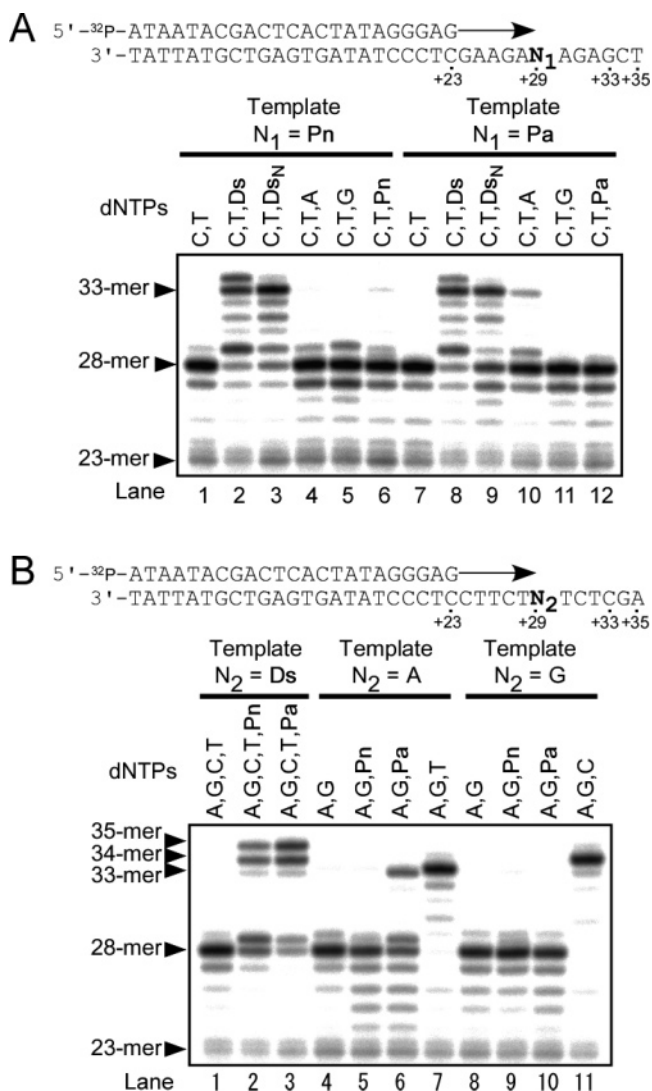 A
5'-32P-ATAATACGACTCACTATAGGGAG
3'-TATTATGCTGAGTGATATCCCTCGAAGAN1 AGAGCT
+23 +29 +33 +35
Template Template
N1 = Pn N1 = Pa
dNTPs C,T C,T,Ds C,T,DsN C,T,A C,T,G C,T,Pn C,T C,T,Ds C,T,DsN C,T,A C,T,G C,T,Pa
33-mer
28-mer
23-mer
Lane 1 2 3 4 5 6 7 8 9 10 11 12
B
5'-32P-ATAATACGACTCACTATAGGGAG
3'-TATTATGCTGAGTGATATCCCTCCTTCTN2 TCTCGA
+23 +29 +33 +35
Template Template Template
N2 = Ds N2 = A N2 = G
dNTPs A,G,C,T A,G,C,T,Pn A,G,C,T,Pa A,G A,G,Pn A,G,Pa A,G,T A,G A,G,Pn A,G,Pa A,G,C
35-mer
34-mer
33-mer
28-mer
23-mer
Lane 1 2 3 4 5 6 7 8 9 10 11